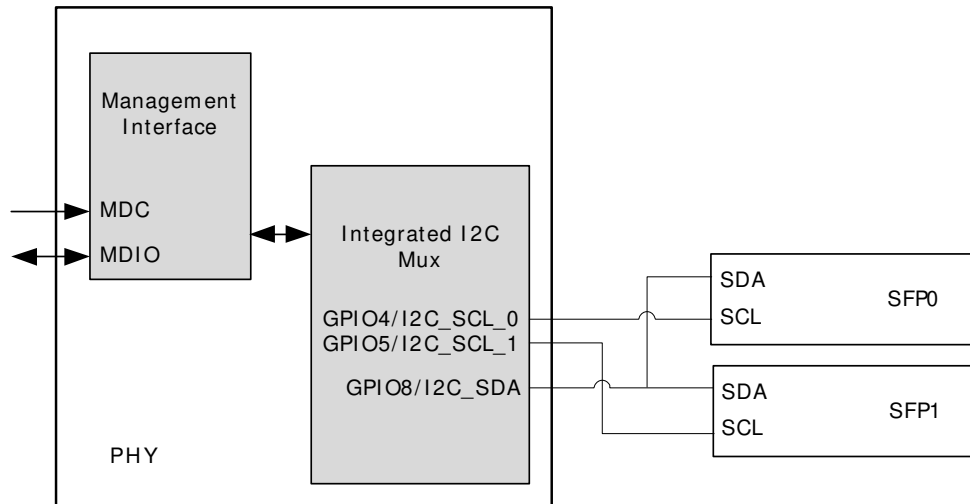 Management
Interface
MDC
MDIO
Integrated I2C
Mux
GPIO4/I2C_SCL_0
GPIO5/I2C_SCL_1
GPIO8/I2C_SDA
PHY
SDA
SFP0
SCL
SDA
SFP1
SCL